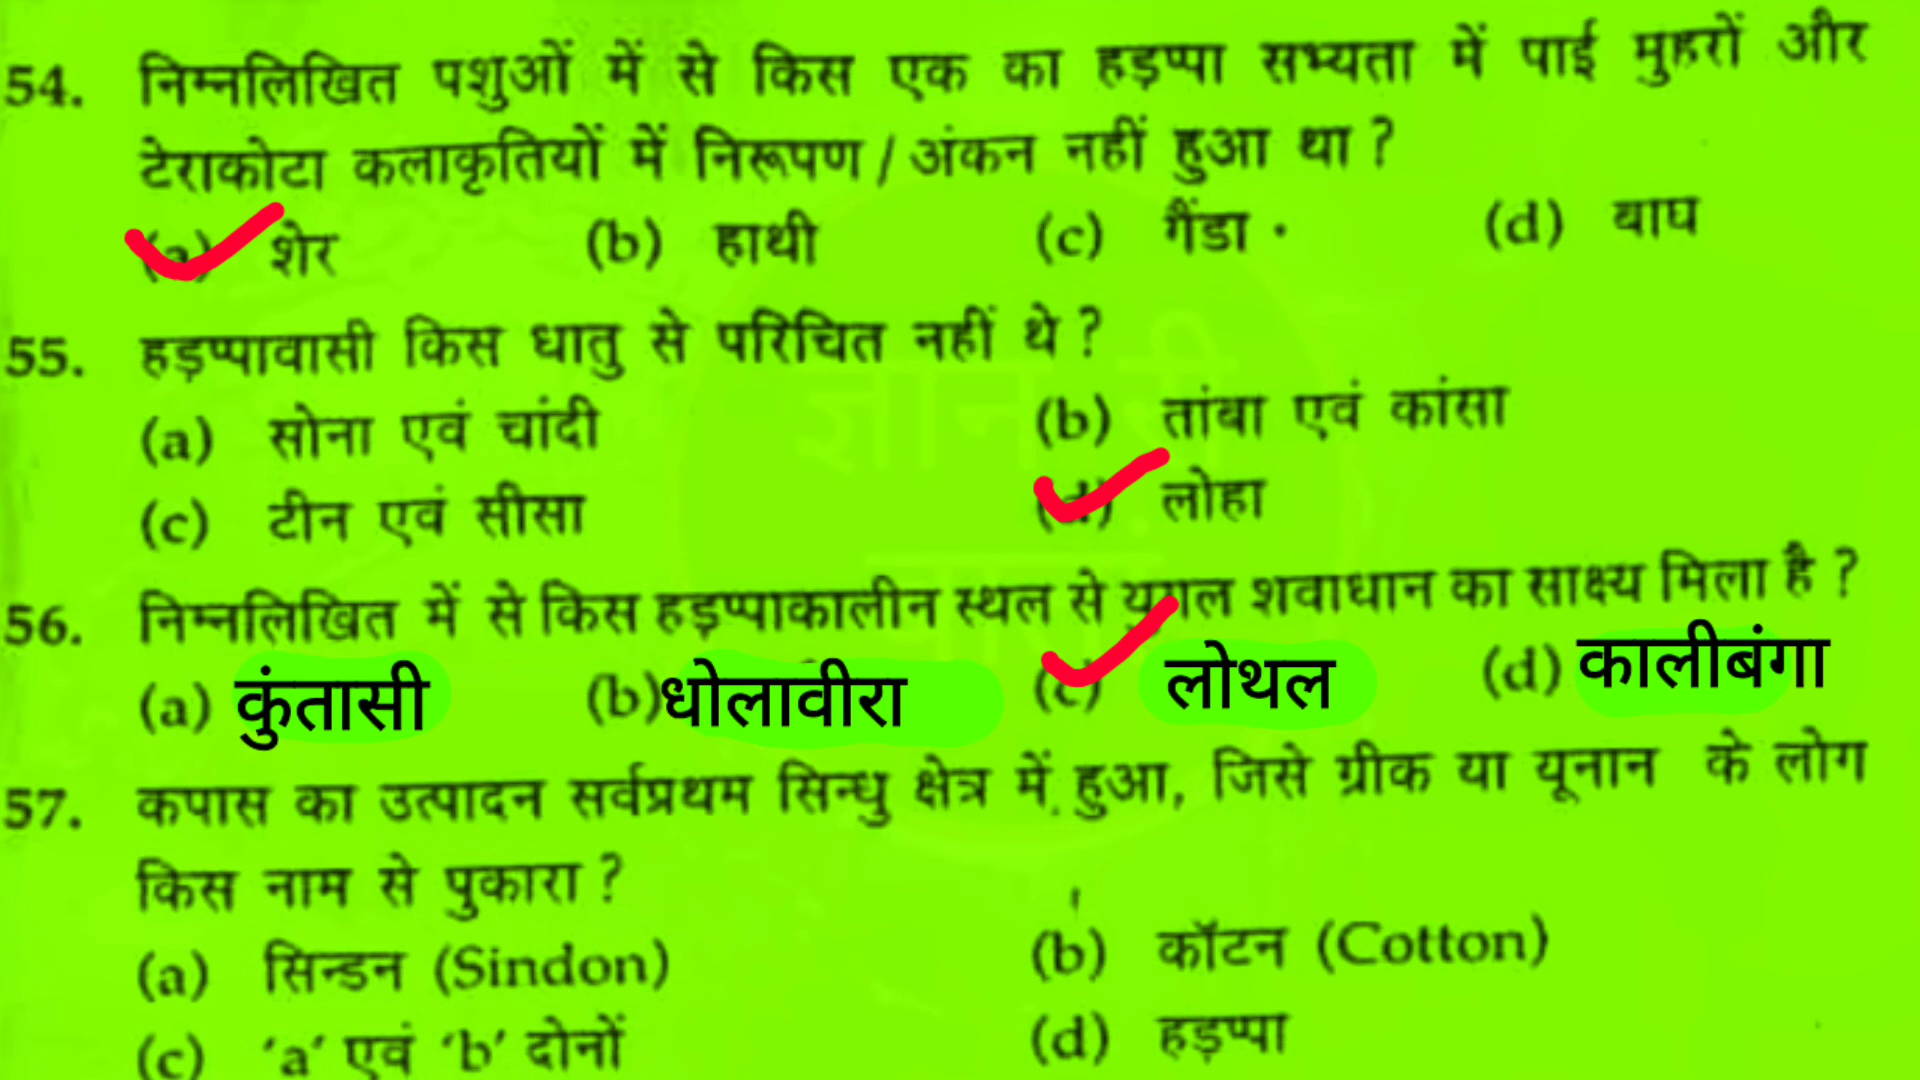 54. निम्नलिखित पशुओं में से किस एक का हड़प्पा सभ्यता में पाई मुहरों और
टेराकोटा कलाकृतियों में निरूपण / अंकन नहीं हुआ था ?
(a) शेर (b) हाथी (c) गैंडा (d) बाघ
55. हड़प्पावासी किस धातु से परिचित नहीं थे ?
(a) सोना एवं चांदी (b) तांबा एवं कांसा
(c) टीन एवं सीसा (d) लोहा
56. निम्नलिखित में से किस हड़प्पाकालीन स्थल से युगल शवाधान का साक्ष्य मिला है ?
(a) कुंतासी (b) धोलावीरा (c) लोथल (d) कालीबंगा
57. कपास का उत्पादन सर्वप्रथम सिन्धु क्षेत्र में हुआ, जिसे ग्रीक या यूनान के लोग
किस नाम से पुकारा ?
(a) सिन्डन (Sindon) (b) कॉटन (Cotton)
(c) ‘a’ एवं ‘b’ दोनों (d) हड़प्पा